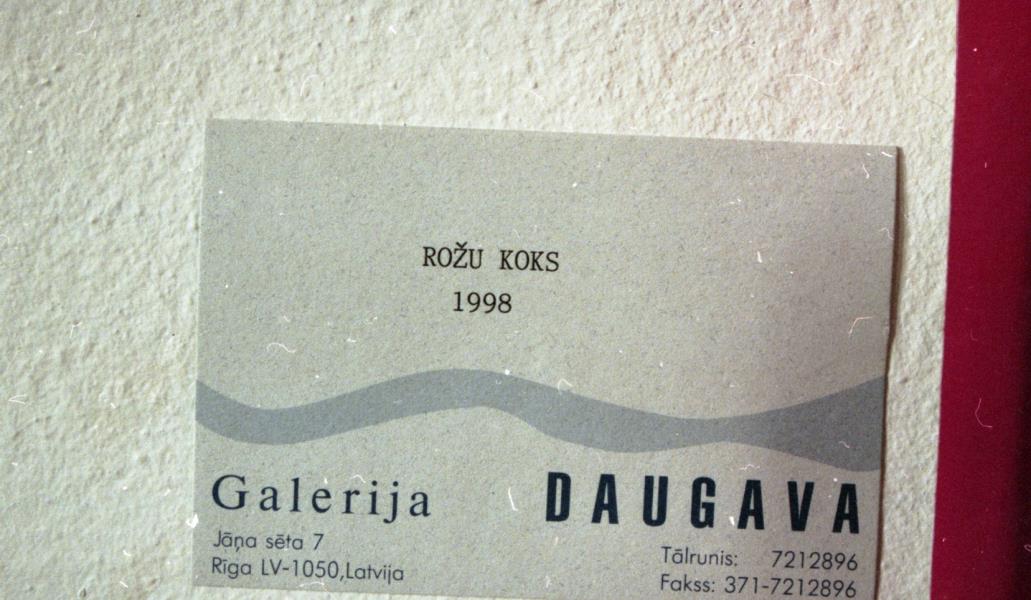 ROŽU KOKS
1998
Galerija DAUGAVA
Jāņa sēta 7
Rīga LV-1050,Latvija
Tālrunis: 7212896
Fakss: 371-7212896